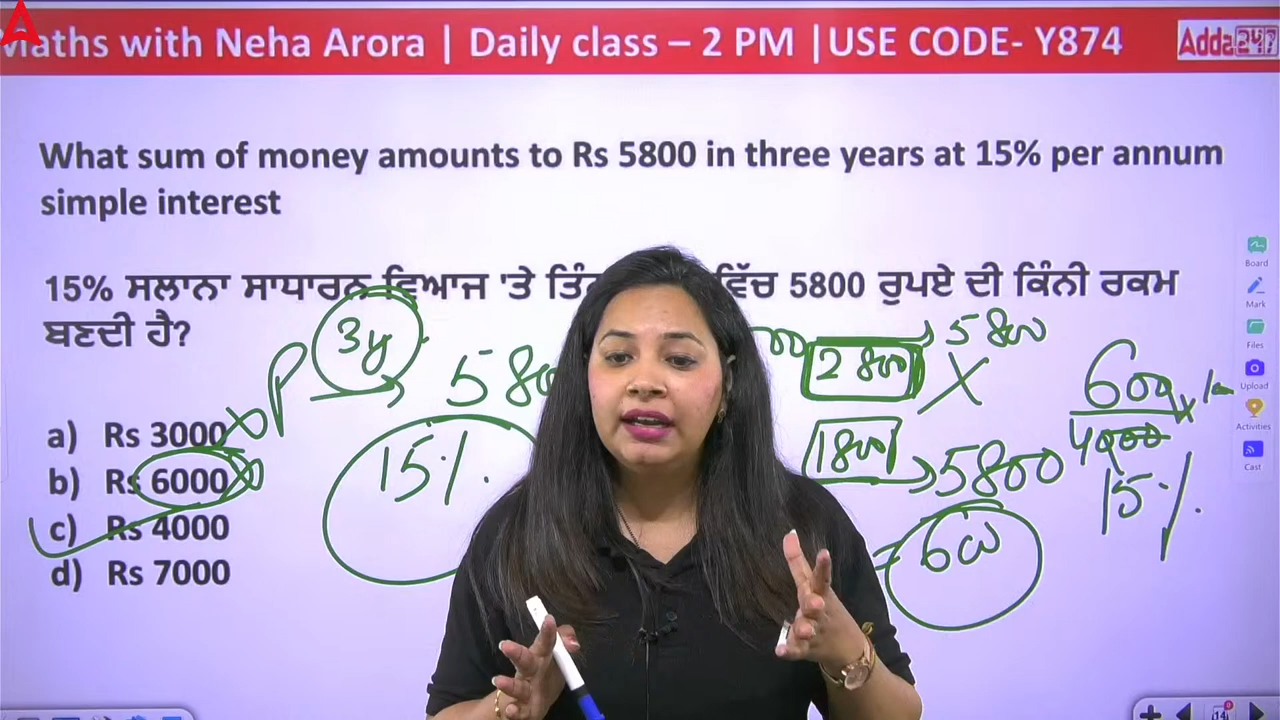 Maths with Neha Arora | Daily class – 2 PM |USE CODE- Y874
Adda247
What sum of money amounts to Rs 5800 in three years at 15% per annum
simple interest
15% ਸਲਾਨਾ ਸਾਧਾਰਨ ਵਿਆਜ 'ਤੇ ਵਿੱਚ 5800 ਰੁਪਏ ਦੀ ਕਿੰਨੀ ਰਕਮ
ਬਣਦੀ ਹੈ?
P 3y 580
15%
2800 5800
1800 5800
600
600
4000
15%
a) Rs 3000
b) Rs 6000
c) Rs 4000
d) Rs 7000
Board
Mark
Files
Upload
Activities
Cast
14